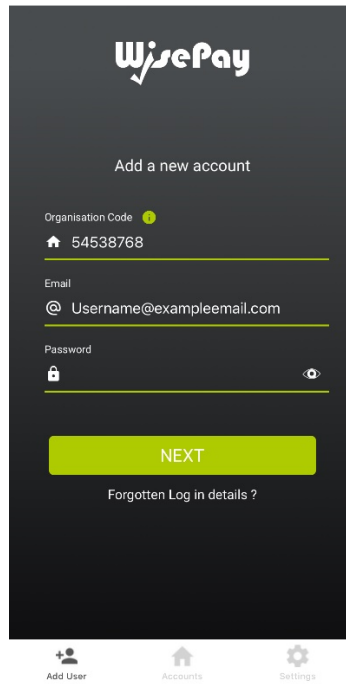 WisePay
Add a new account
Organisation Code i
54538768
Email
@ Username@exampleemail.com
Password
NEXT
Forgotten Log in details ?
Add User Accounts Settings